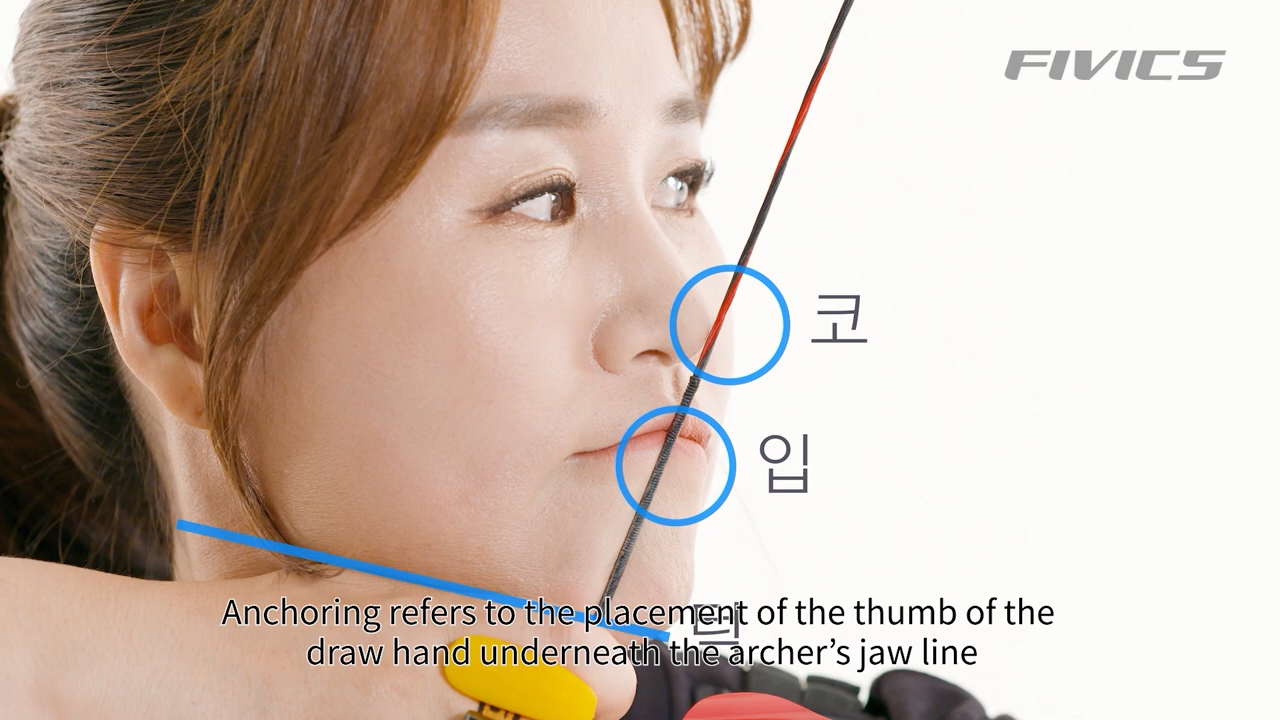 FIVICS
코
입
턱
Anchoring refers to the placement of the thumb of the
draw hand underneath the archer’s jaw line